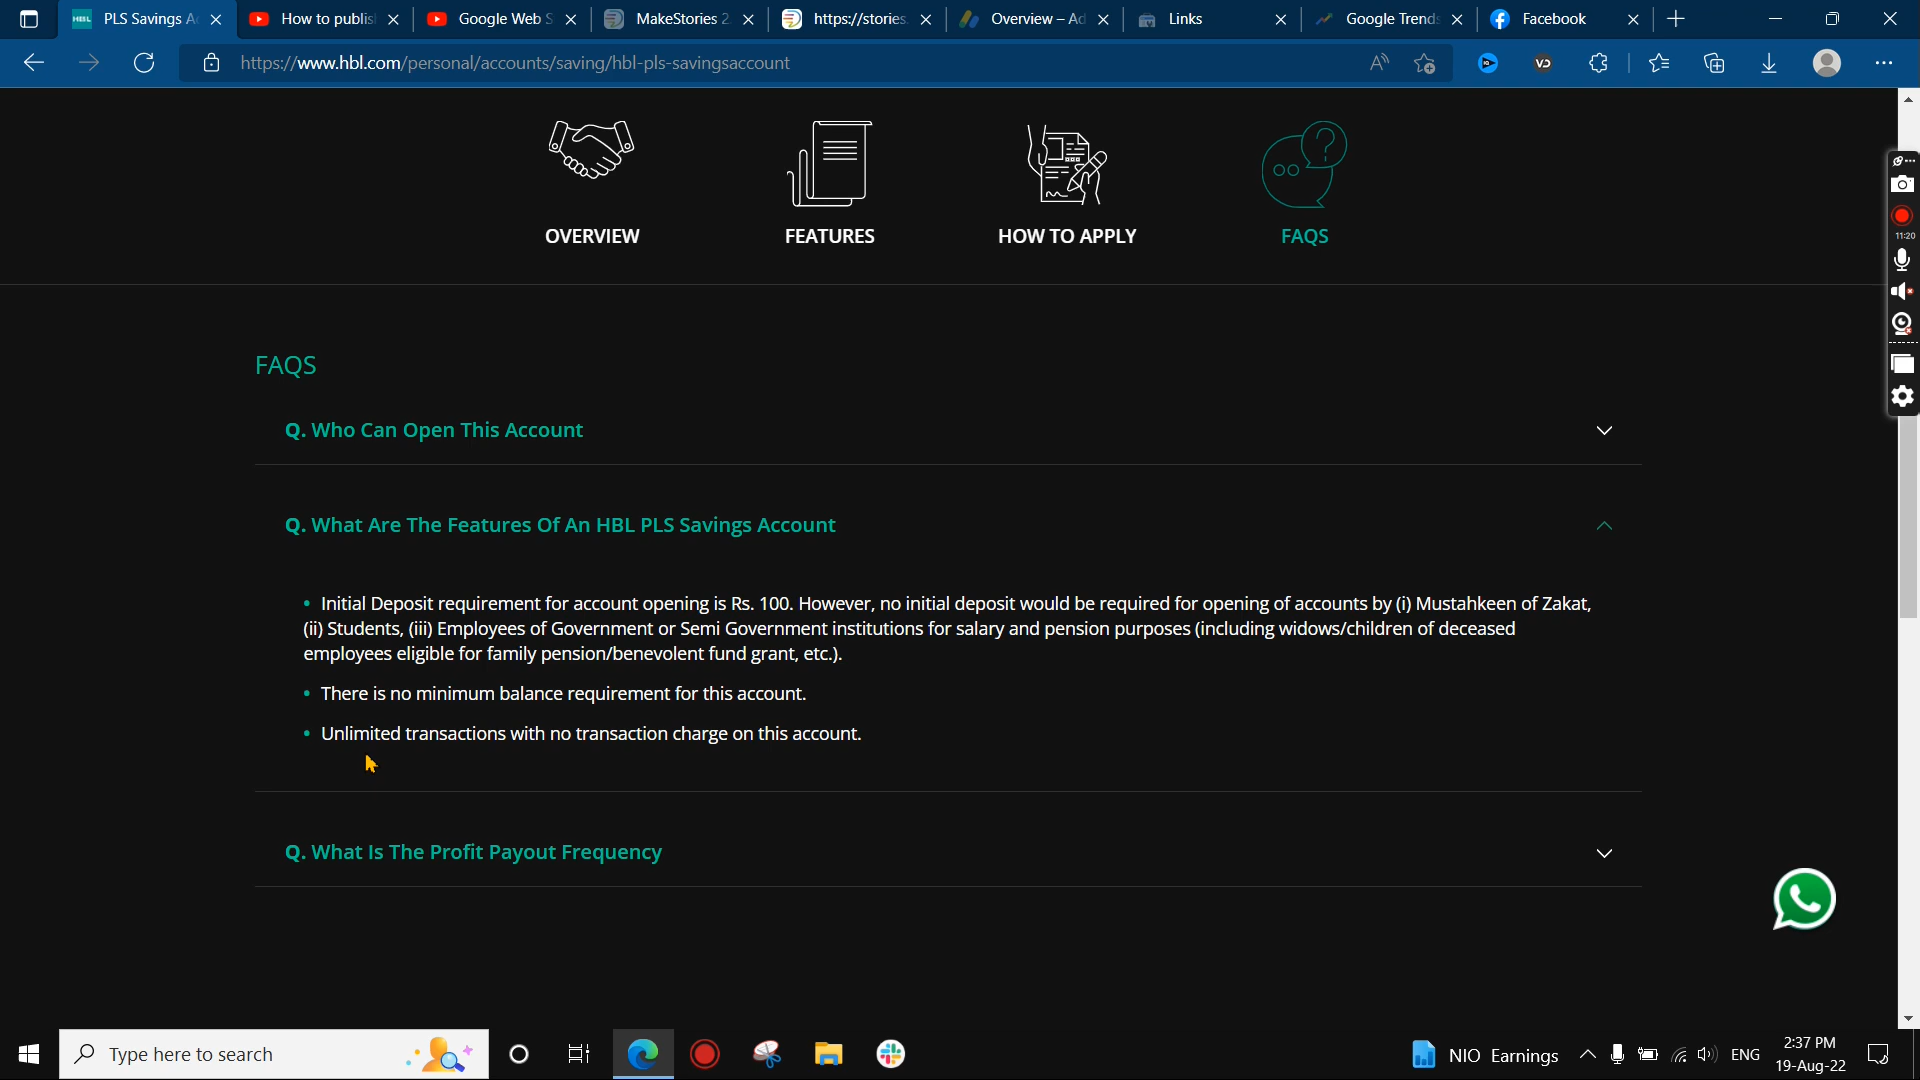 PLS Savings A
How to publis
Google Web S
MakeStories 2
https://stories.
Overview – Ad
Links
Google Trends
Facebook
https://www.hbl.com/personal/accounts/saving/hbl-pls-savingsaccount
OVERVIEW
FEATURES
HOW TO APPLY
FAQS
11:20
FAQS
Q. Who Can Open This Account
Q. What Are The Features Of An HBL PLS Savings Account
• Initial Deposit requirement for account opening is Rs. 100. However, no initial deposit would be required for opening of accounts by (i) Mustahkeen of Zakat,
(ii) Students, (iii) Employees of Government or Semi Government institutions for salary and pension purposes (including widows/children of deceased
employees eligible for family pension/benevolent fund grant, etc.).
• There is no minimum balance requirement for this account.
• Unlimited transactions with no transaction charge on this account.
Q. What Is The Profit Payout Frequency
Type here to search
NIO Earnings
ENG
2:37 PM
19-Aug-22